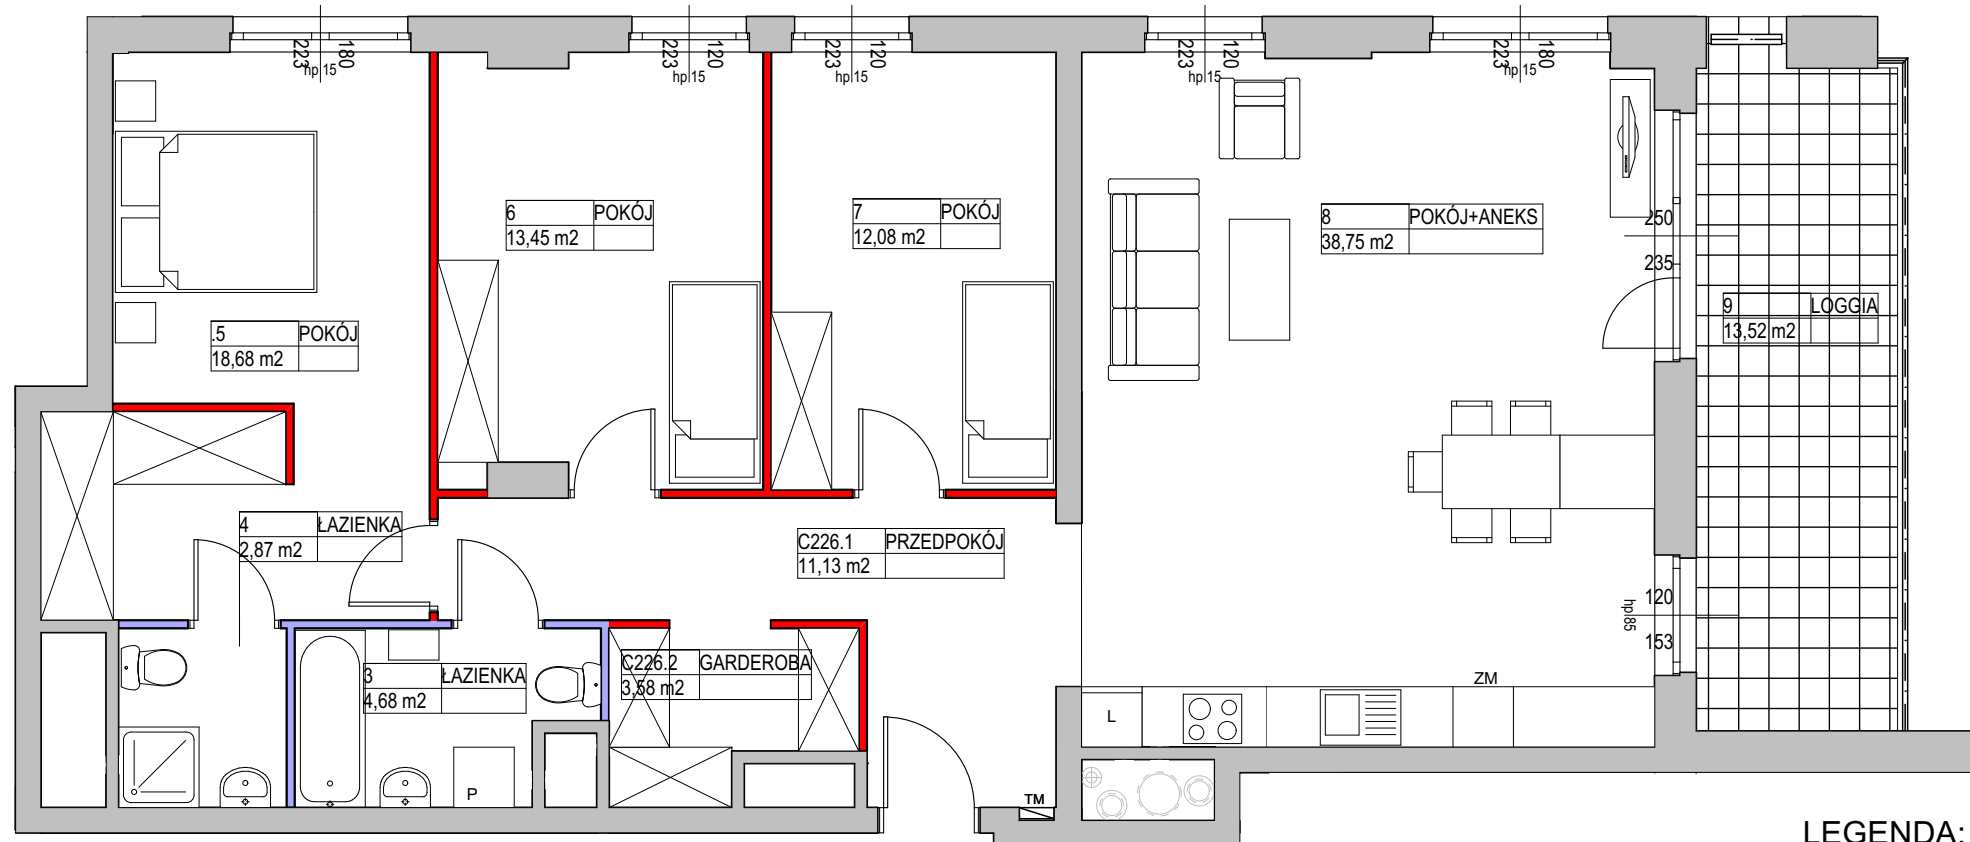 223 180
hp 15
223 120
hp 15
223 120
hp 15
223 120
hp 15
223 180
hp 15
6 POKÓJ
13,45 m2
7 POKÓJ
12,08 m2
8 POKÓJ+ANEKS
38,75 m2
250
235
9 LOGGIA
13,52 m2
.5 POKÓJ
18,68 m2
4 ŁAZIENKA
2,87 m2
C226.1 PRZEDPOKÓJ
11,13 m2
120
hp 85
153
3 ŁAZIENKA
4,68 m2
C226.2 GARDEROBA
3,58 m2
ZM
L
P
TM
LEGENDA: